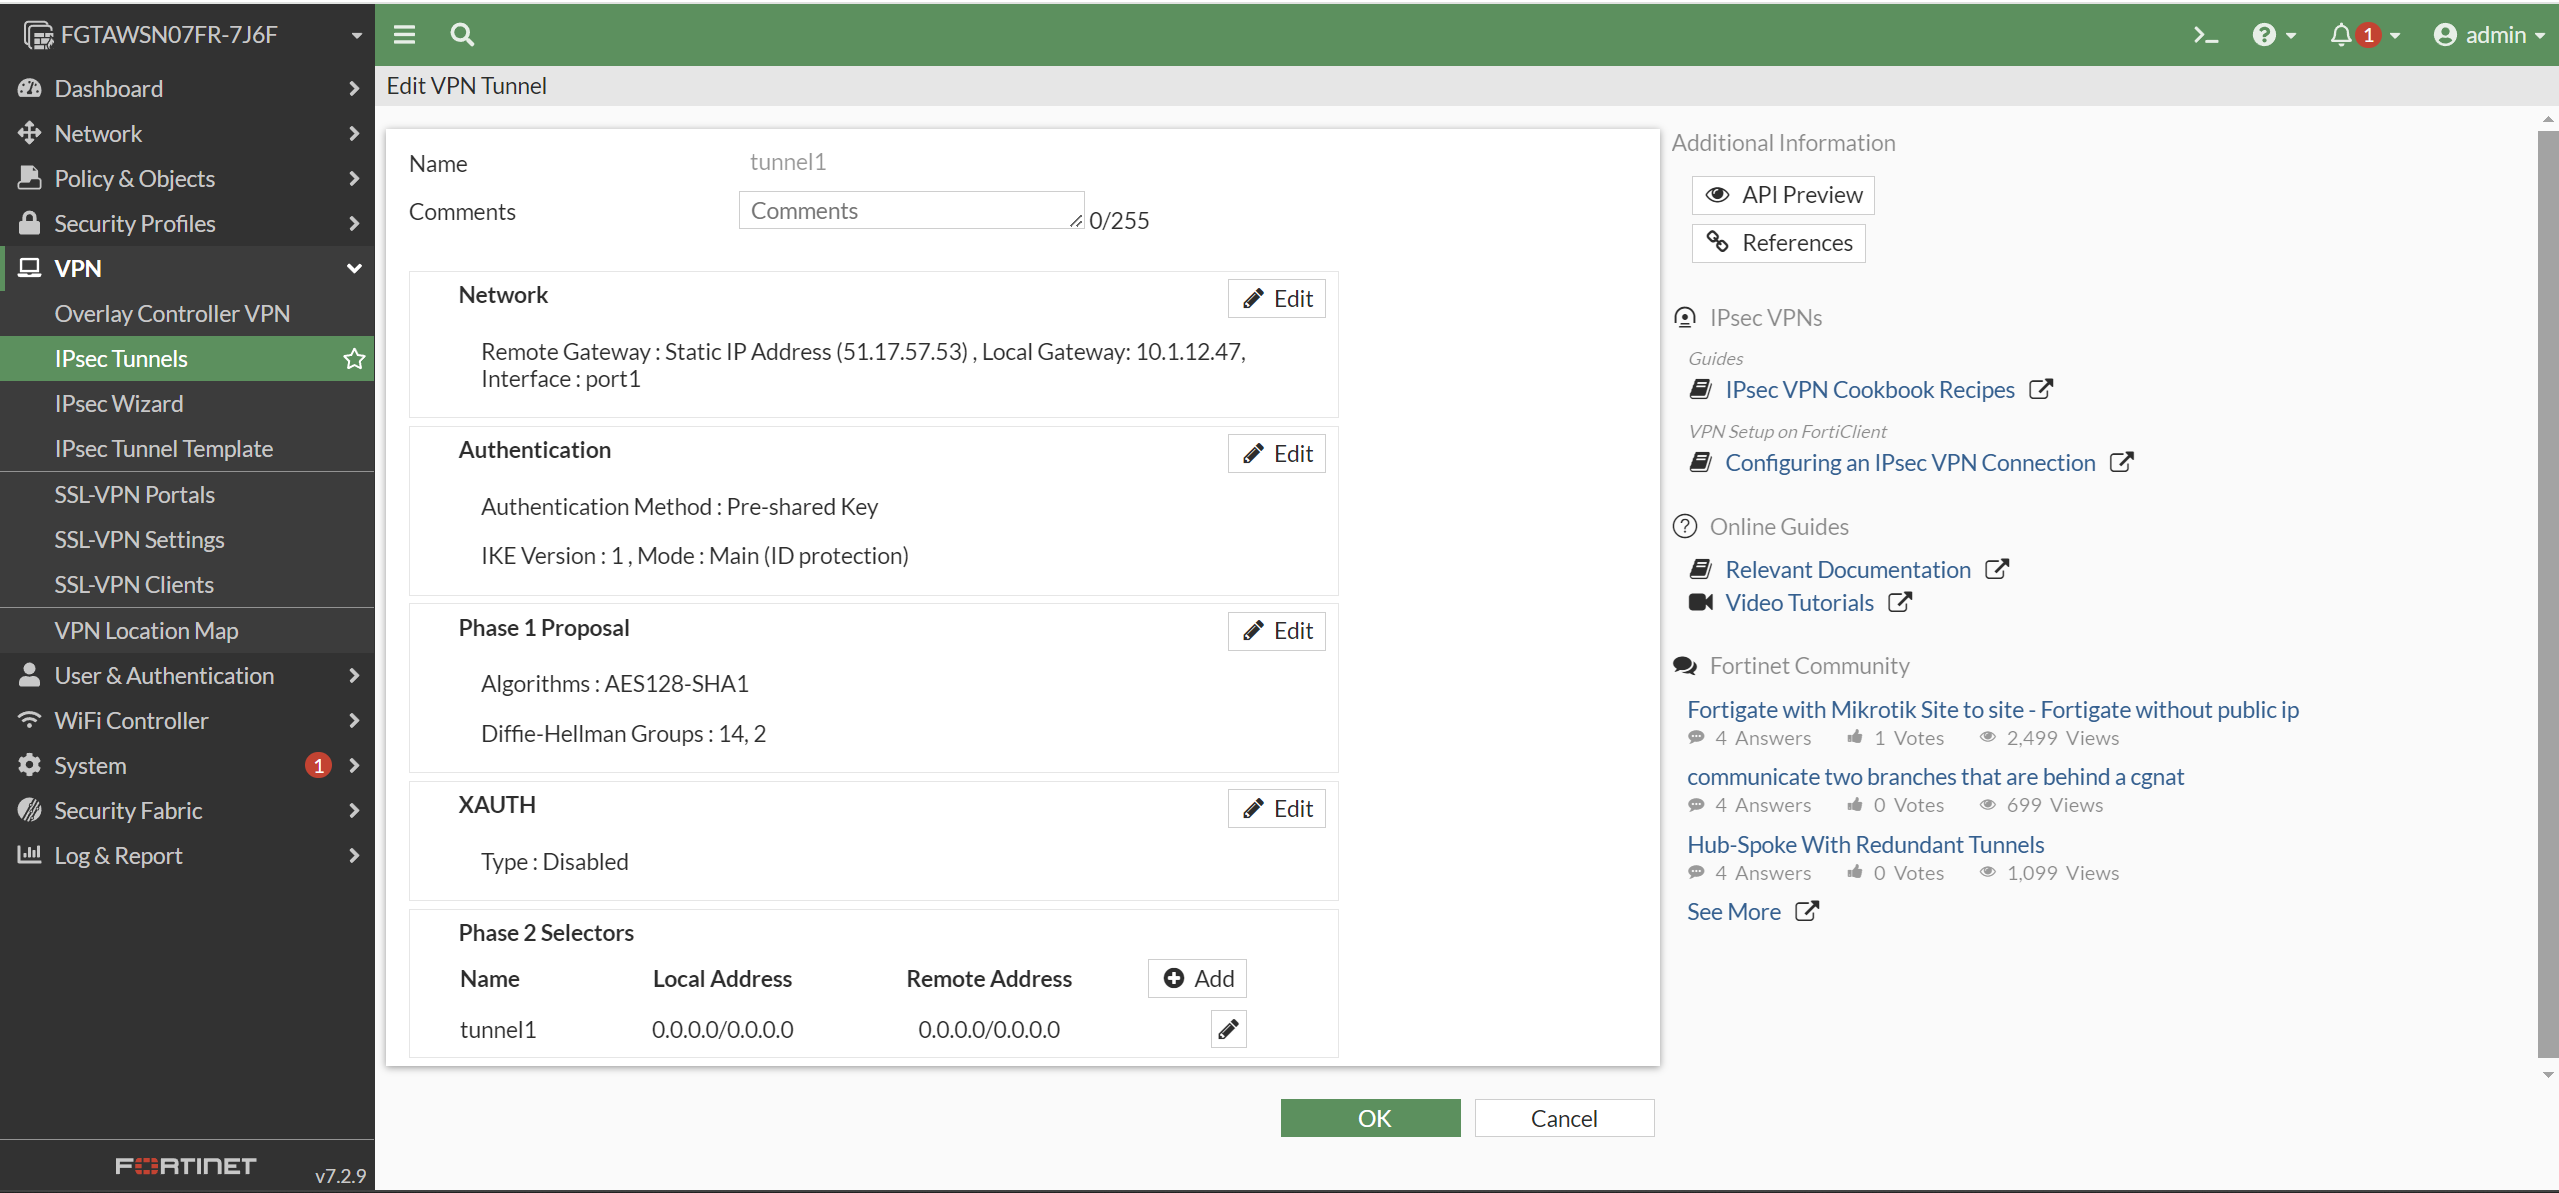 FGTAWSN07FR-7J6F
1
admin
Dashboard
Network
Policy & Objects
Security Profiles
VPN
Overlay Controller VPN
IPsec Tunnels
IPsec Wizard
IPsec Tunnel Template
SSL-VPN Portals
SSL-VPN Settings
SSL-VPN Clients
VPN Location Map
User & Authentication
WiFi Controller
System 1
Security Fabric
Log & Report
FORTINET
v7.2.9
Edit VPN Tunnel
Name tunnel1
Comments Comments 0/255
Network Edit
Remote Gateway : Static IP Address (51.17.57.53) , Local Gateway: 10.1.12.47,
Interface : port1
Authentication Edit
Authentication Method : Pre-shared Key
IKE Version : 1 , Mode : Main (ID protection)
Phase 1 Proposal Edit
Algorithms : AES128-SHA1
Diffie-Hellman Groups : 14, 2
XAUTH Edit
Type : Disabled
Phase 2 Selectors
Name Local Address Remote Address Add
tunnel1 0.0.0.0/0.0.0.0 0.0.0.0/0.0.0.0
OK Cancel
Additional Information
API Preview
References
IPsec VPNs
Guides
IPsec VPN Cookbook Recipes
VPN Setup on FortiClient
Configuring an IPsec VPN Connection
Online Guides
Relevant Documentation
Video Tutorials
Fortinet Community
Fortigate with Mikrotik Site to site - Fortigate without public ip
4 Answers 1 Votes 2,499 Views
communicate two branches that are behind a cgnat
4 Answers 0 Votes 699 Views
Hub-Spoke With Redundant Tunnels
4 Answers 0 Votes 1,099 Views
See More